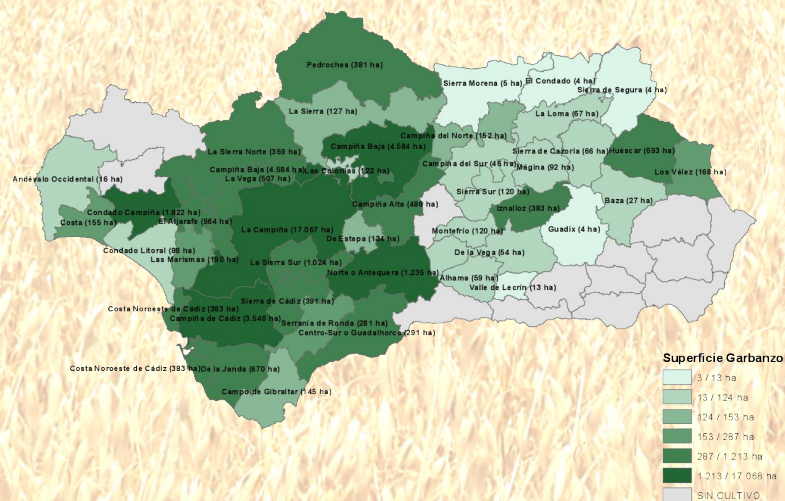 Pedroches (381 ha)
Sierra Morena (5 ha)
El Condado (4 ha)
Sierra de Segura (4 ha)
La Sierra (127 ha)
La Loma (67 ha)
Campiña del Norte (152 ha)
Campiña Baja (4.584 ha)
La Sierra Norte (359 ha)
Sierra de Cazorla (66 ha)
Huéscar (693 ha)
Campiña del Sur (46 ha)
Mágina (92 ha)
Campiña Baja (4.584 ha)
Las Colonias (122 ha)
Los Vélez (168 ha)
Andévalo Occidental (16 ha)
La Vega (507 ha)
Sierra Sur (120 ha)
Baza (27 ha)
Campiña Alta (488 ha)
Iznalloz (383 ha)
Condado Campiña (1.822 ha)
Costa (155 ha)
El Aljarafe (964 ha)
La Campiña (17.067 ha)
Montefrío (120 ha)
Guadix (4 ha)
De Estepa (134 ha)
Condado Litoral (88 ha)
De la Vega (54 ha)
Las Marismas (190 ha)
La Sierra Sur (1.024 ha)
Norte o Antequera (1.235 ha)
Alhama (59 ha)
Valle de Lecrín (13 ha)
Sierra de Cádiz (391 ha)
Costa Noroeste de Cádiz (383 ha)
Campiña de Cádiz (3.546 ha)
Serranía de Ronda (281 ha)
Centro-Sur o Guadalhorce (291 ha)
Costa Noroeste de Cádiz (383 ha)
De la Janda (670 ha)
Campo de Gibraltar (145 ha)
Superficie Garbanzo
3 / 13 ha
13 / 124 ha
124 / 153 ha
153 / 287 ha
287 / 1.213 ha
1.213 / 17.068 ha
SIN CULTIVO